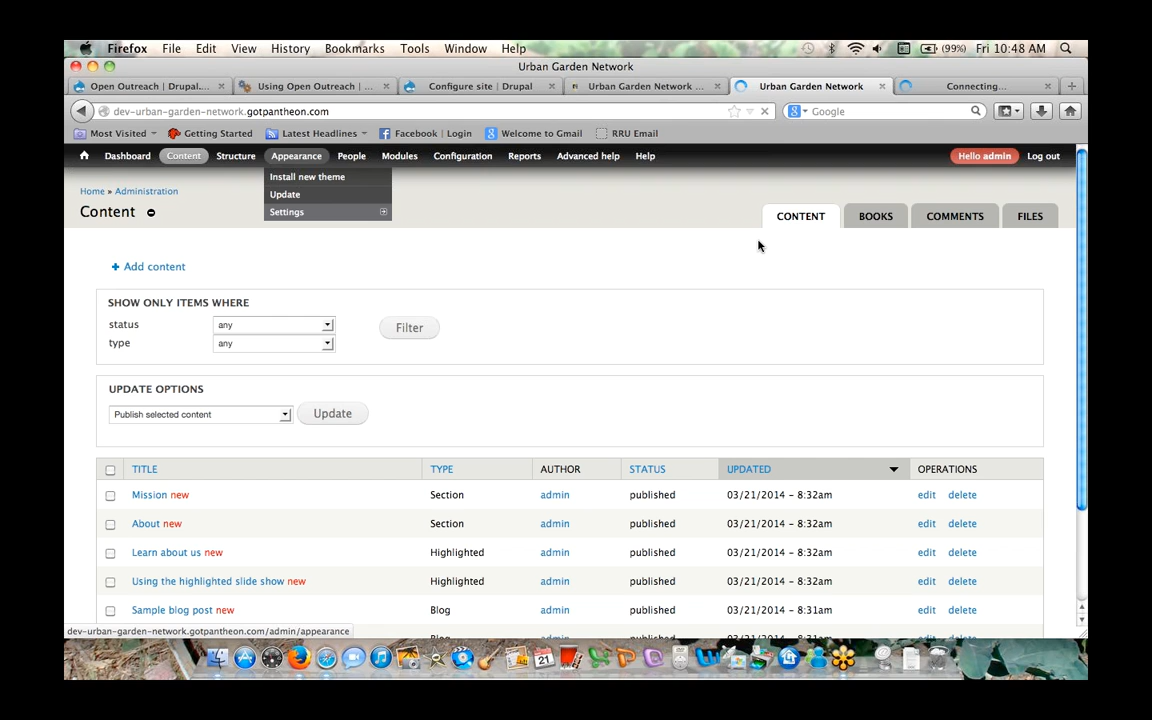 Firefox File Edit View History Bookmarks Tools Window Help (99%) Fri 10:48 AM
Urban Garden Network
Open Outreach | Drupal.... × Using Open Outreach | ... × Configure site | Drupal × Urban Garden Network ... × Urban Garden Network × Connecting... × +
dev-urban-garden-network.gotpantheon.com Google
Most Visited Getting Started Latest Headlines Facebook | Login Welcome to Gmail RRU Email
Dashboard Content Structure Appearance People Modules Configuration Reports Advanced help Help Hello admin Log out
Install new theme
Update
Settings
Home » Administration
Content
CONTENT BOOKS COMMENTS FILES
+ Add content
SHOW ONLY ITEMS WHERE
status any
type any
Filter
UPDATE OPTIONS
Publish selected content Update
TITLE TYPE AUTHOR STATUS UPDATED OPERATIONS
Mission new Section admin published 03/21/2014 - 8:32am edit delete
About new Section admin published 03/21/2014 - 8:32am edit delete
Learn about us new Highlighted admin published 03/21/2014 - 8:32am edit delete
Using the highlighted slide show new Highlighted admin published 03/21/2014 - 8:32am edit delete
Sample blog post new Blog admin published 03/21/2014 - 8:31am edit delete
dev-urban-garden-network.gotpantheon.com/admin/appearance
21